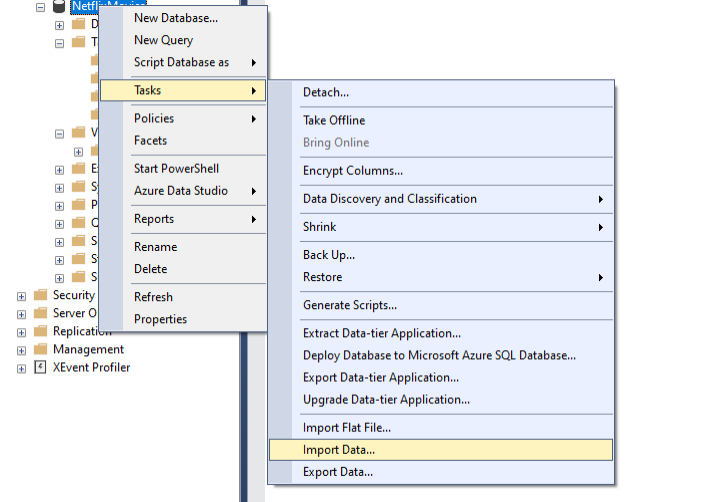 NetflixMovies
New Database...
New Query
Script Database as
Tasks
Policies
Facets
Start PowerShell
Azure Data Studio
Reports
Rename
Delete
Refresh
Properties
Detach...
Take Offline
Bring Online
Encrypt Columns...
Data Discovery and Classification
Shrink
Back Up...
Restore
Generate Scripts...
Extract Data-tier Application...
Deploy Database to Microsoft Azure SQL Database...
Export Data-tier Application...
Upgrade Data-tier Application...
Import Flat File...
Import Data...
Export Data...
D
T
V
E
S
P
Q
S
S
S
Security
Server O
Replication
Management
XEvent Profiler